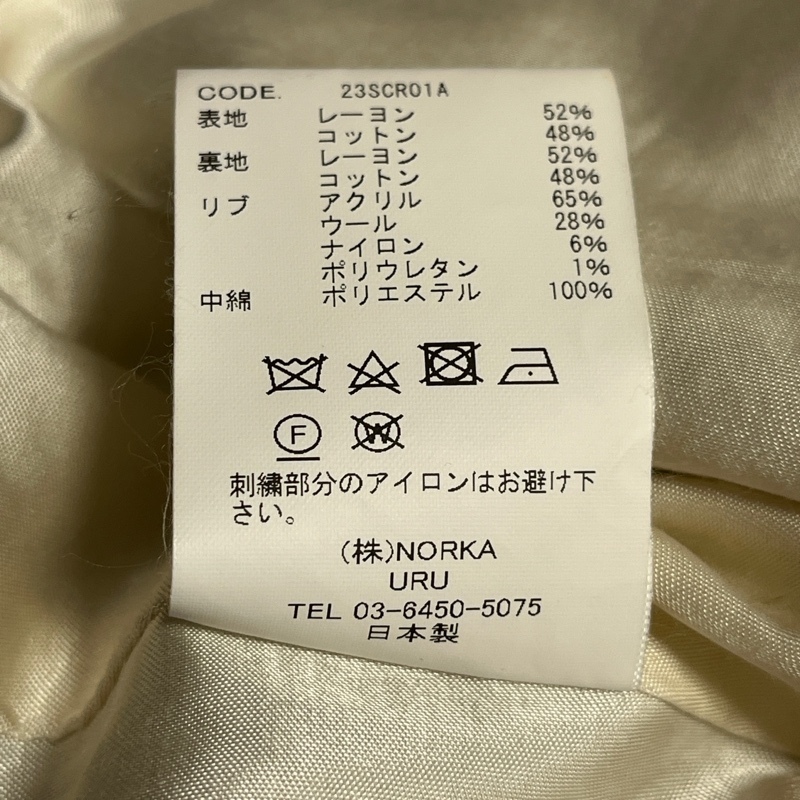 CODE. 23SCR01A
表地 レーヨン 52%
コットン 48%
裏地 レーヨン 52%
コットン 48%
リブ アクリル 65%
ウール 28%
ナイロン 6%
ポリウレタン 1%
中綿 ポリエステル 100%
F W
刺繍部分のアイロンはお避け下
さい。
(株)NORKA
URU
TEL 03-6450-5075
日本製